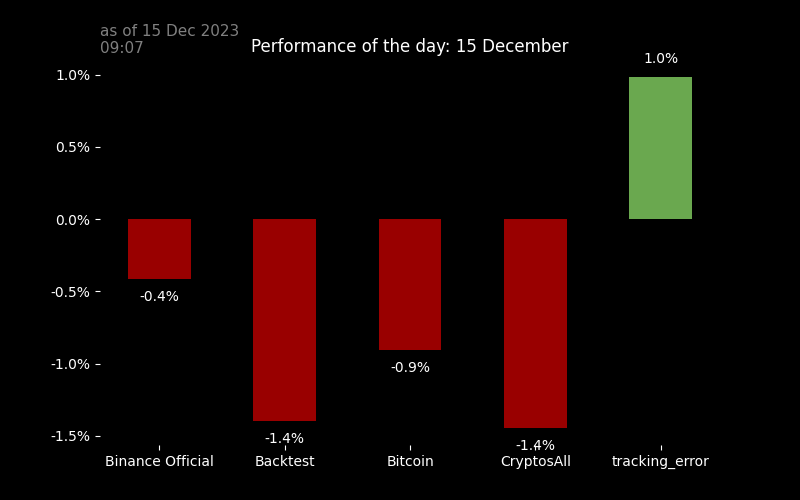 as of 15 Dec 2023
09:07
Performance of the day: 15 December
1.0%
1.0%
0.5%
0.0%
-0.5%
-0.4%
-1.0%
-0.9%
-1.5%
-1.4%
-1.4%
Binance Official
Backtest
Bitcoin
CryptosAll
tracking_error